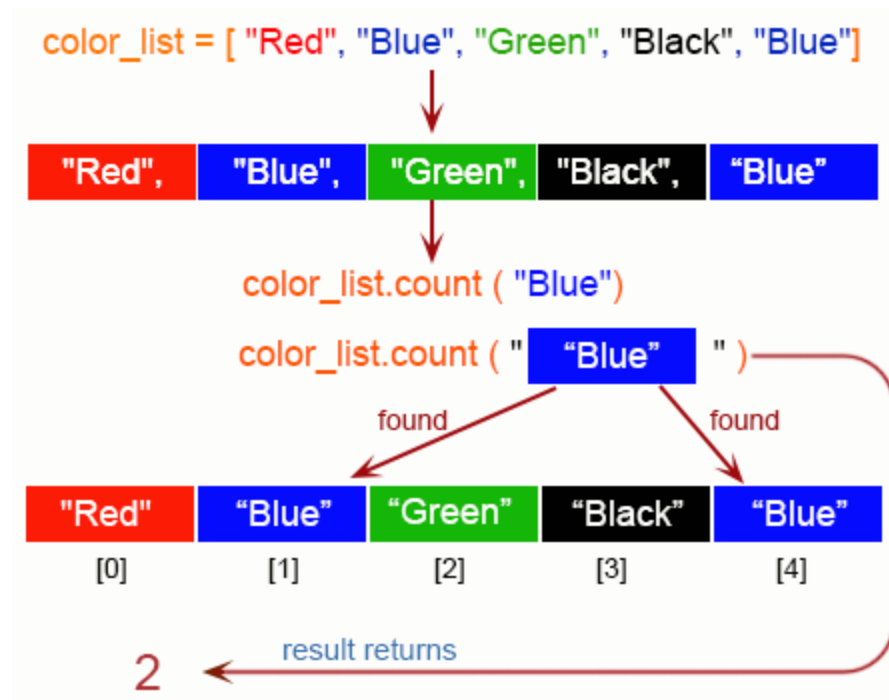 color_list = [ "Red", "Blue", "Green", "Black", "Blue"]
"Red", "Blue", "Green", "Black", “Blue”
color_list.count ( "Blue")
color_list.count ( " “Blue” " )
found found
"Red" “Blue” “Green” “Black” “Blue”
[0] [1] [2] [3] [4]
result returns
2